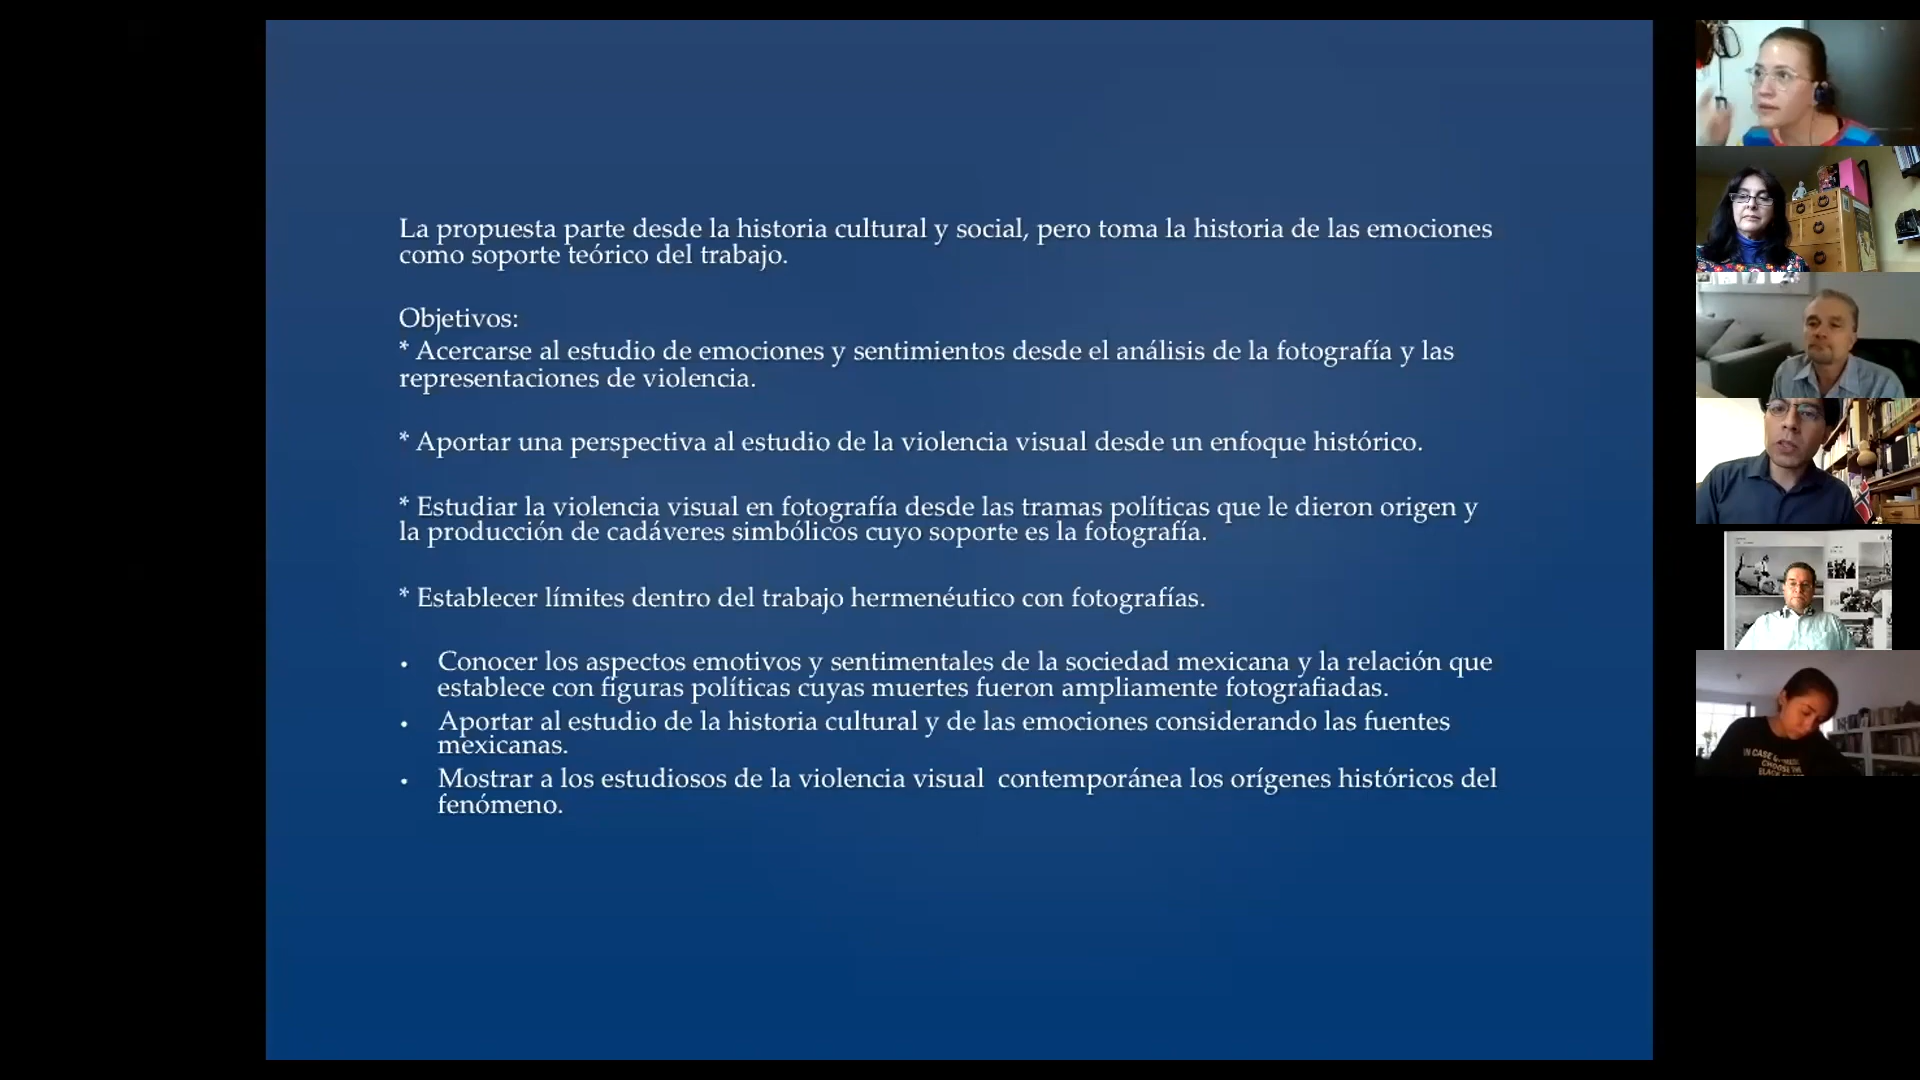 La propuesta parte desde la historia cultural y social, pero toma la historia de las emociones
como soporte teórico del trabajo.
Objetivos:
* Acercarse al estudio de emociones y sentimientos desde el análisis de la fotografía y las
representaciones de violencia.
* Aportar una perspectiva al estudio de la violencia visual desde un enfoque histórico.
* Estudiar la violencia visual en fotografía desde las tramas políticas que le dieron origen y
la producción de cadáveres simbólicos cuyo soporte es la fotografía.
* Establecer límites dentro del trabajo hermenéutico con fotografías.
• Conocer los aspectos emotivos y sentimentales de la sociedad mexicana y la relación que
establece con figuras políticas cuyas muertes fueron ampliamente fotografiadas.
• Aportar al estudio de la historia cultural y de las emociones considerando las fuentes
mexicanas.
• Mostrar a los estudiosos de la violencia visual  contemporánea los orígenes históricos del
fenómeno.
IN CASE